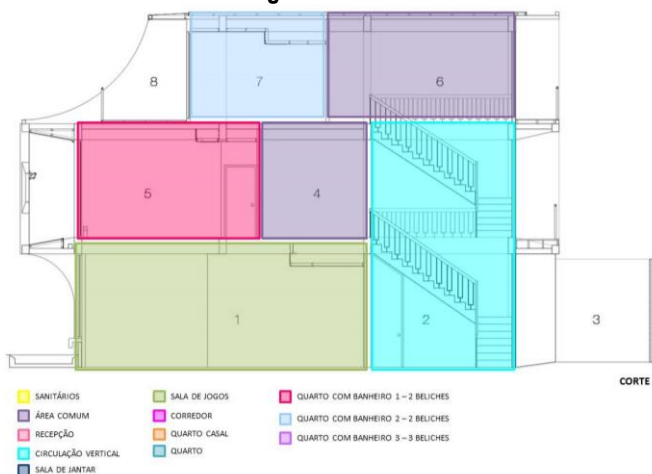 8
7
6
5
4
1
2
3
CORTE
SANITÁRIOS
ÁREA COMUM
RECEPÇÃO
CIRCULAÇÃO VERTICAL
SALA DE JANTAR
SALA DE JOGOS
CORREDOR
QUARTO CASAL
QUARTO
QUARTO COM BANHEIRO 1 – 2 BELICHES
QUARTO COM BANHEIRO 2 – 2 BELICHES
QUARTO COM BANHEIRO 3 – 3 BELICHES